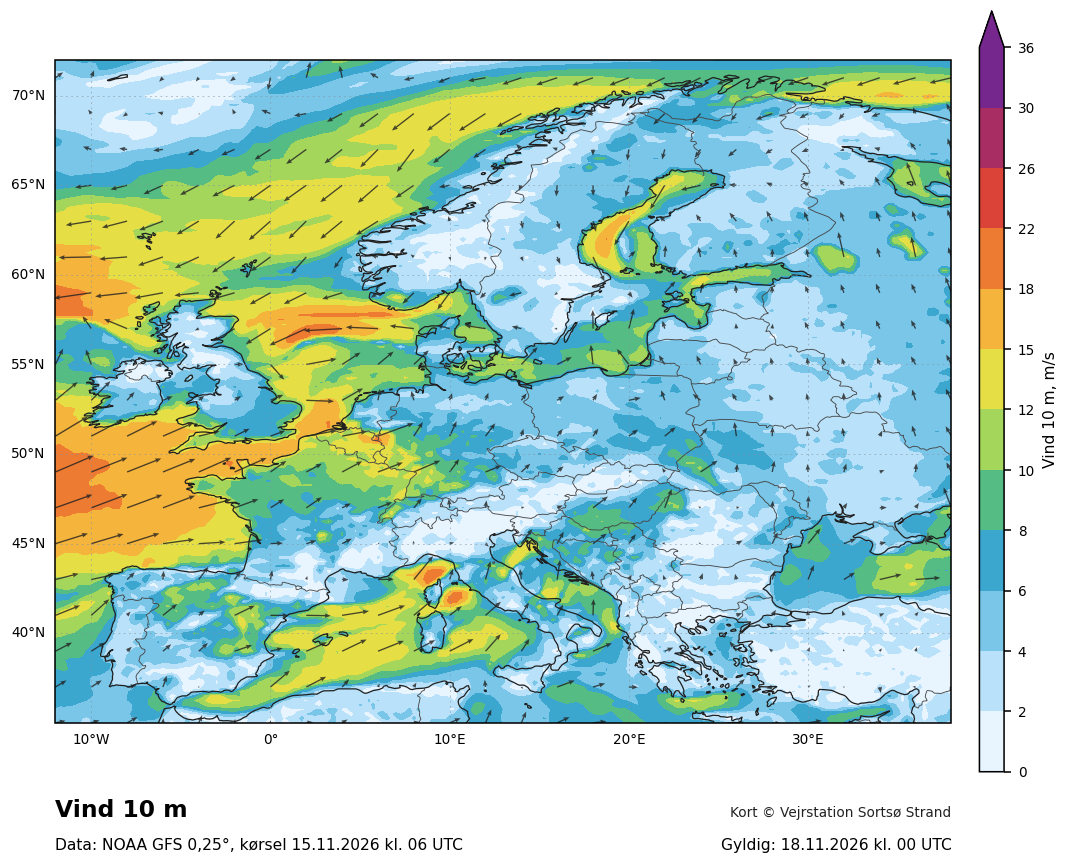 36
30
26
22
18
15
12
10
8
6
4
2
0
Vind 10 m, m/s
70°N
65°N
60°N
55°N
50°N
45°N
40°N
10°W
0°
10°E
20°E
30°E
Vind 10 m
Kort © Vejrstation Sortsø Strand
Data: NOAA GFS 0,25°, kørsel 15.11.2026 kl. 06 UTC
Gyldig: 18.11.2026 kl. 00 UTC